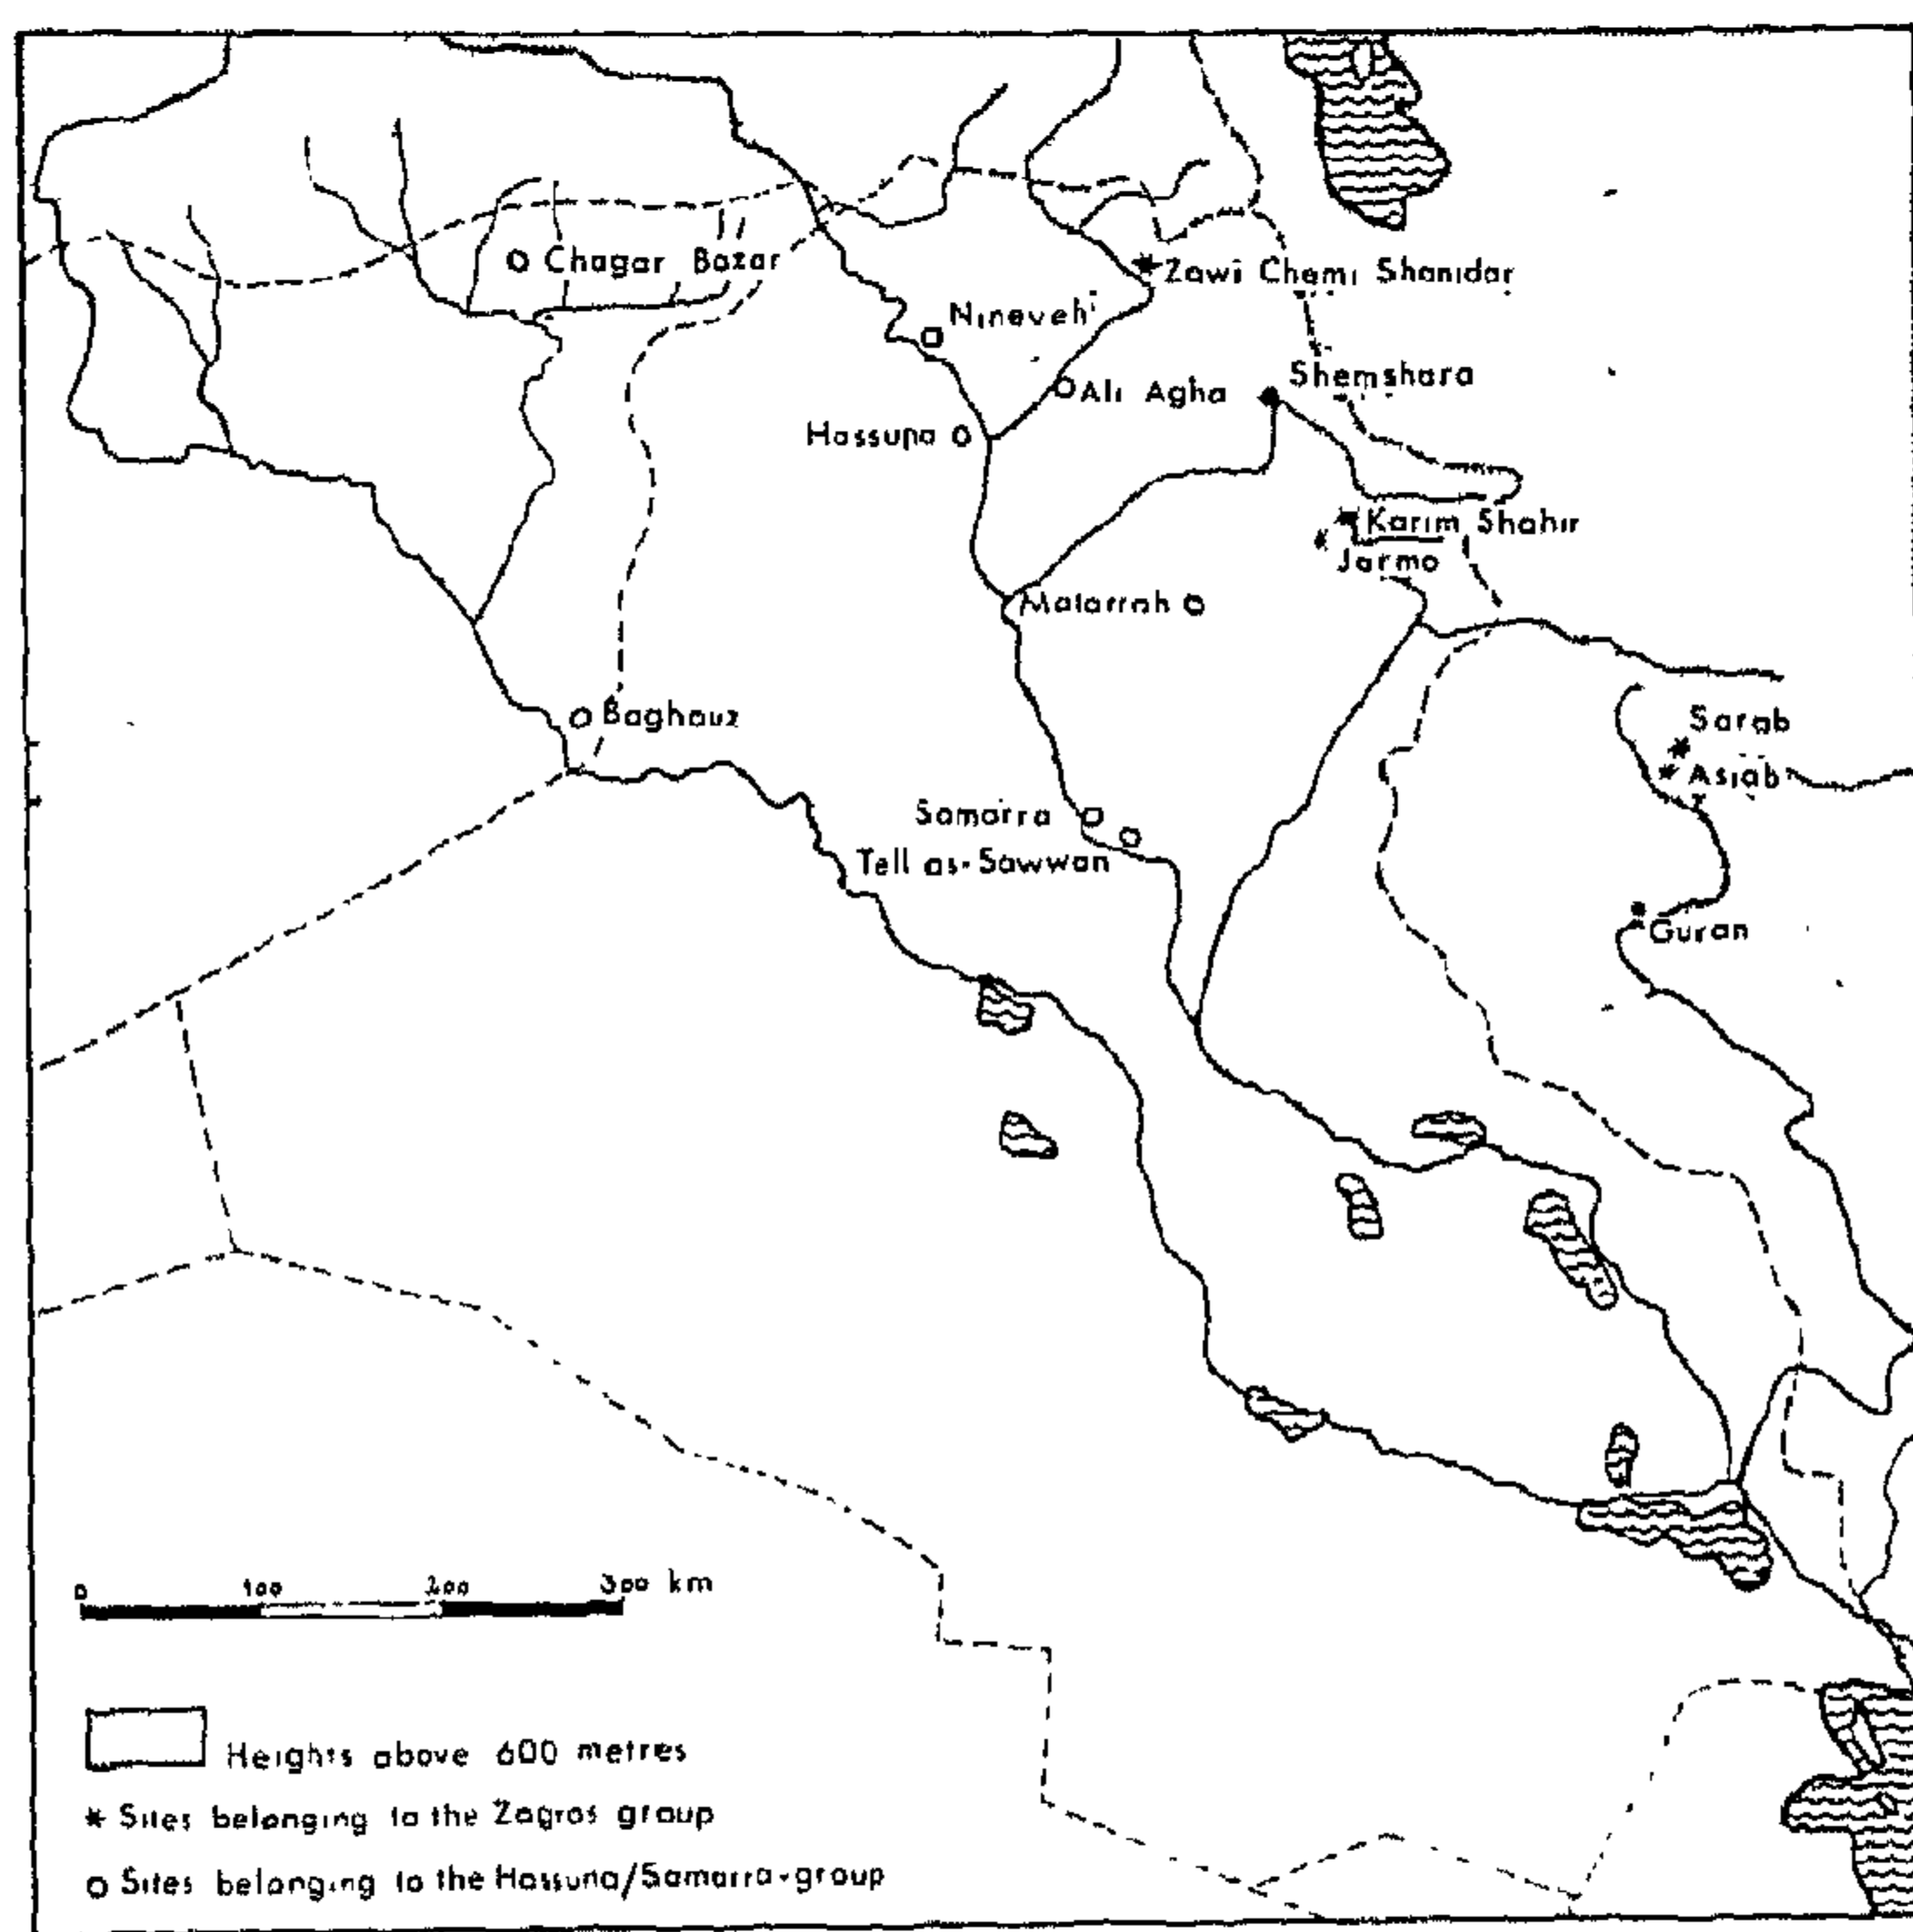 Chagar Bazar
Zawi Chemi Shanidar
Nineveh
Shemshara
Ali Agha
Hassuna
Karim Shahir
Jarmo
Matarrah
Baghouz
Sarab
Asiab
Samarra
Tell as-Sawwan
Guran
0 100 200 300 km
Heights above 600 metres
* Sites belonging to the Zagros group
o Sites belonging to the Hassuna/Samarra-group